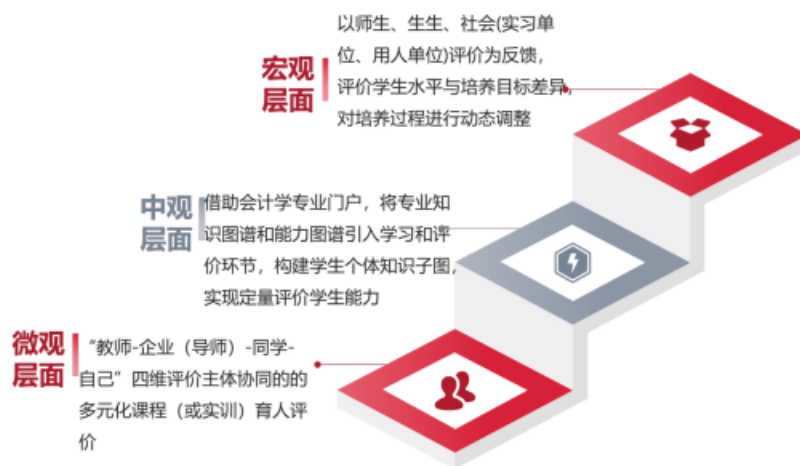 宏观
层面
以师生、生生、社会(实习单
位、用人单位)评价为反馈，
评价学生水平与培养目标差异，
对培养过程进行动态调整
中观
层面
借助会计学专业门户，将专业知
识图谱和能力图谱引入学习和评
价环节，构建学生个体知识子图，
实现定量评价学生能力
微观
层面
“教师-企业（导师）-同学-
自己”四维评价主体协同的的
多元化课程（或实训）育人评
价